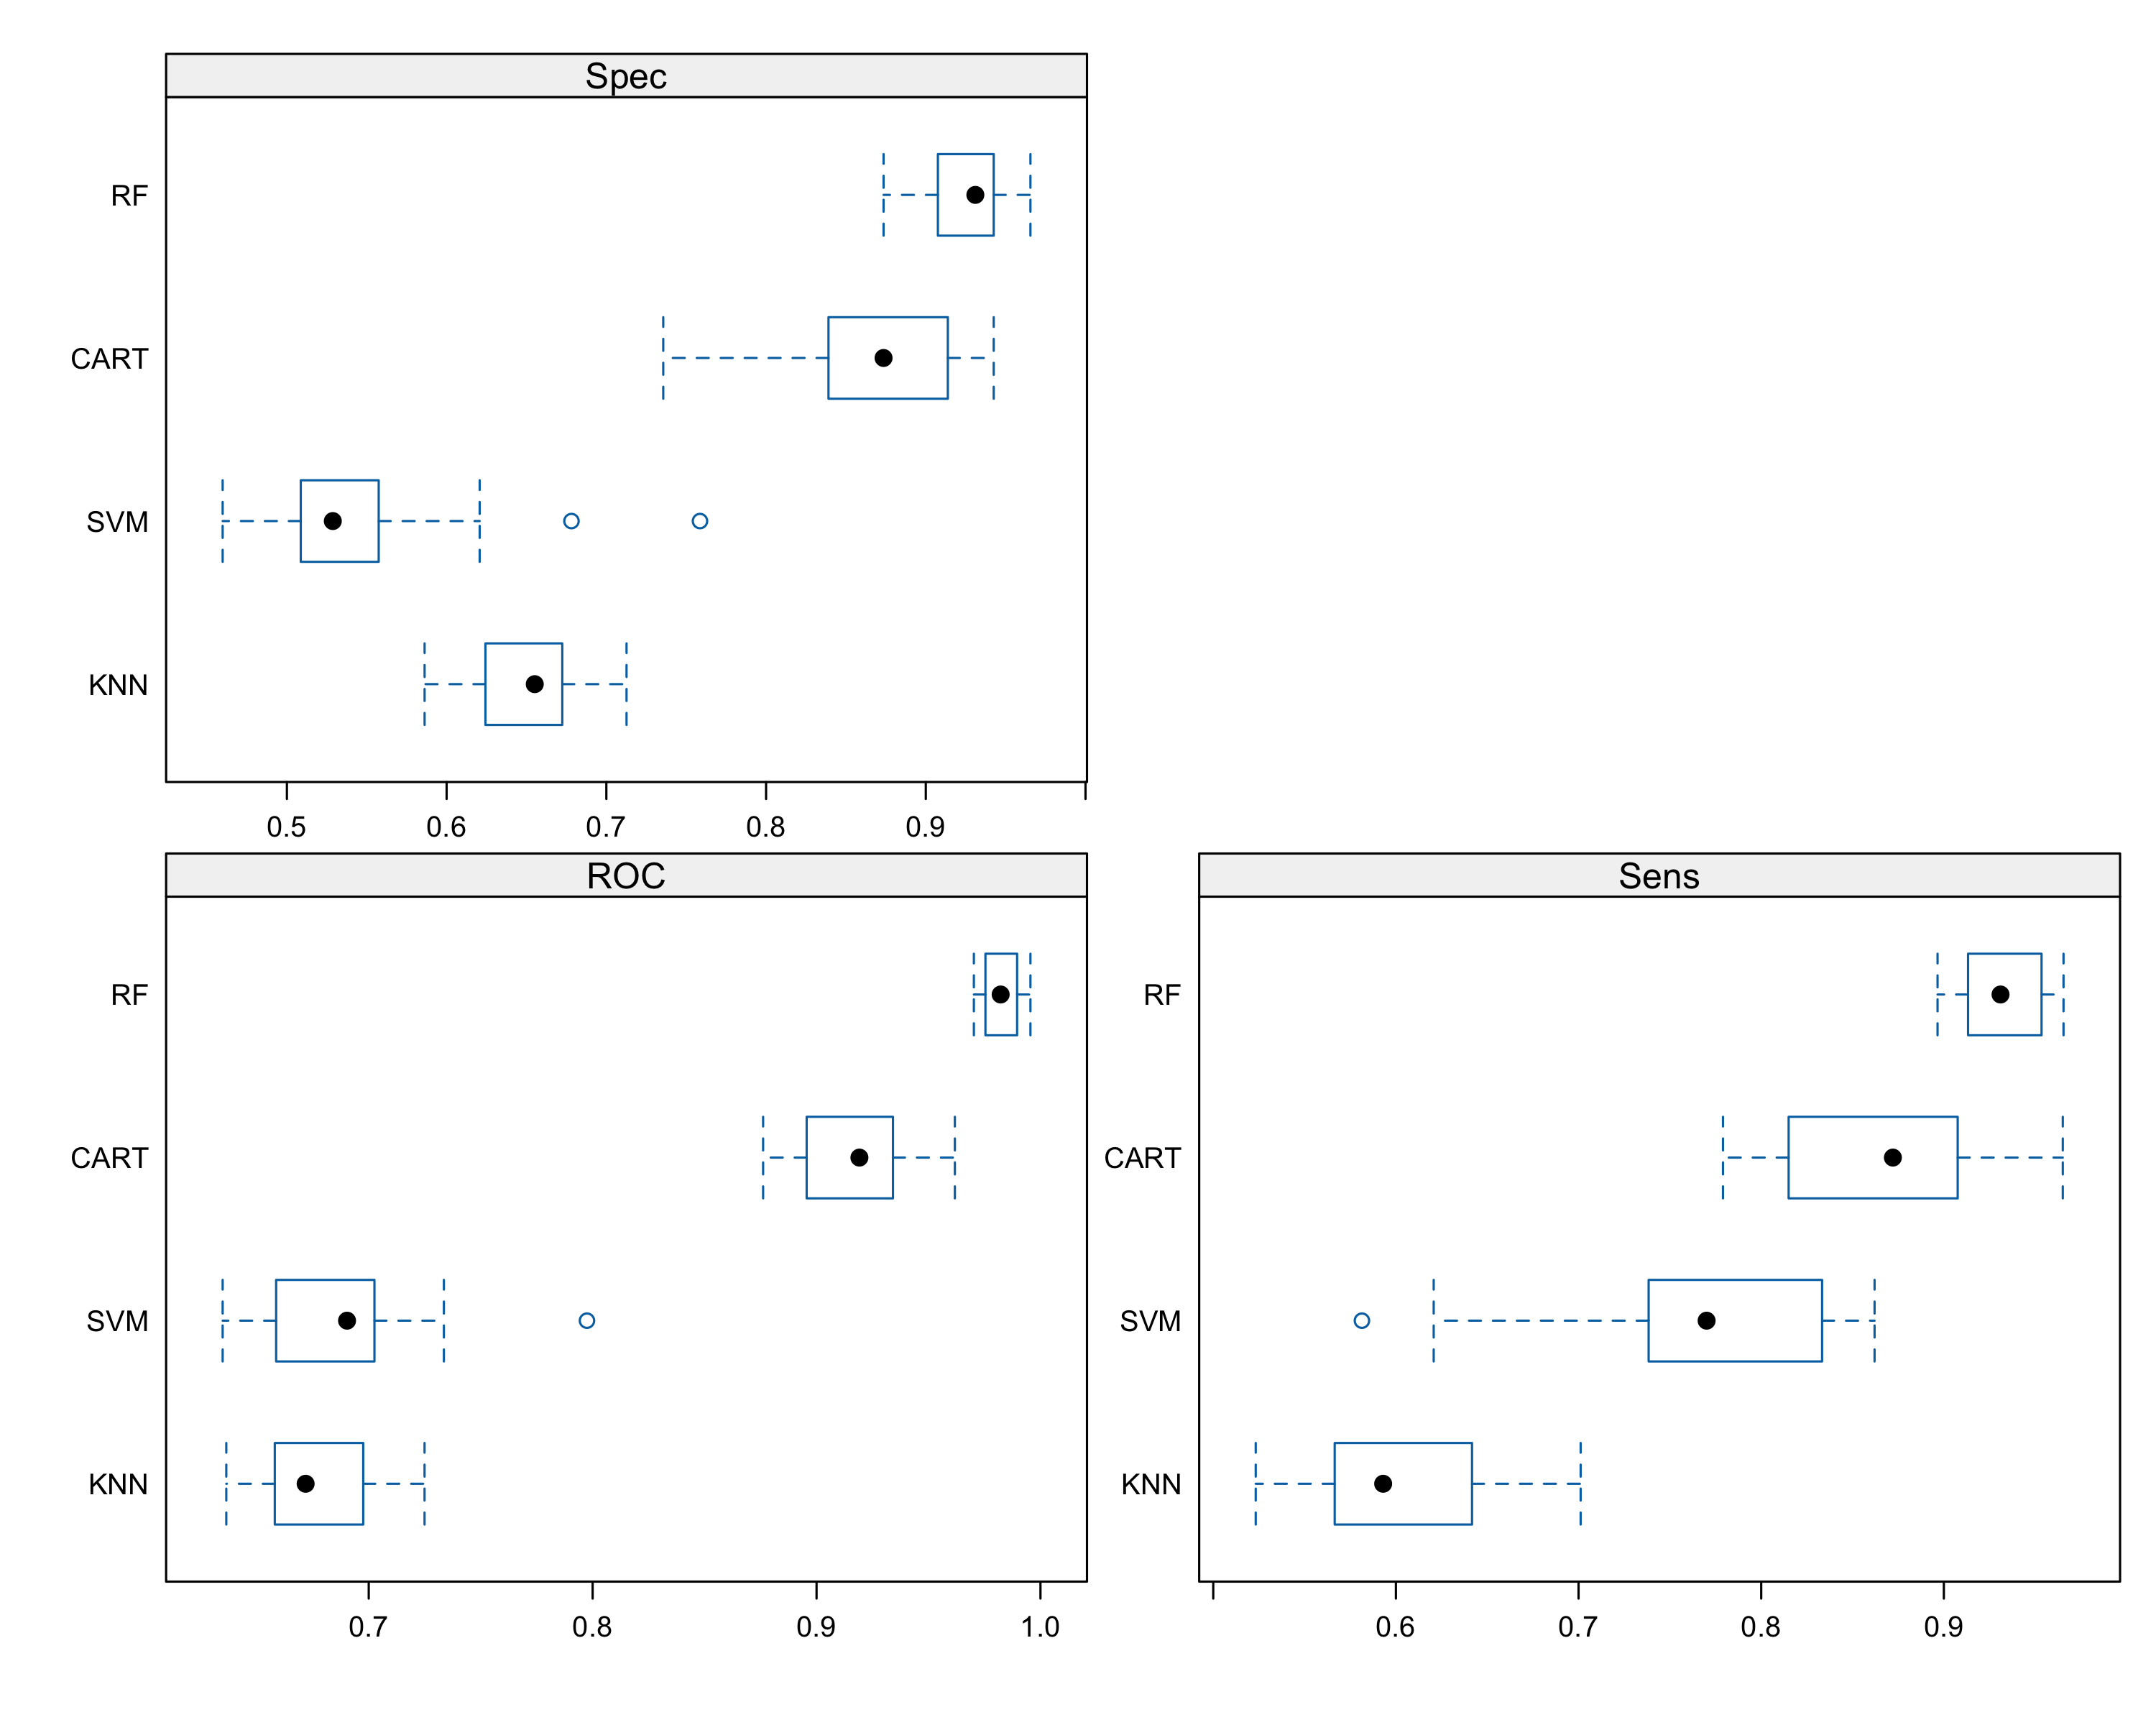 Spec
RF
CART
SVM
KNN
0.5 0.6 0.7 0.8 0.9
ROC
RF
CART
SVM
KNN
0.7 0.8 0.9 1.0
Sens
RF
CART
SVM
KNN
0.6 0.7 0.8 0.9